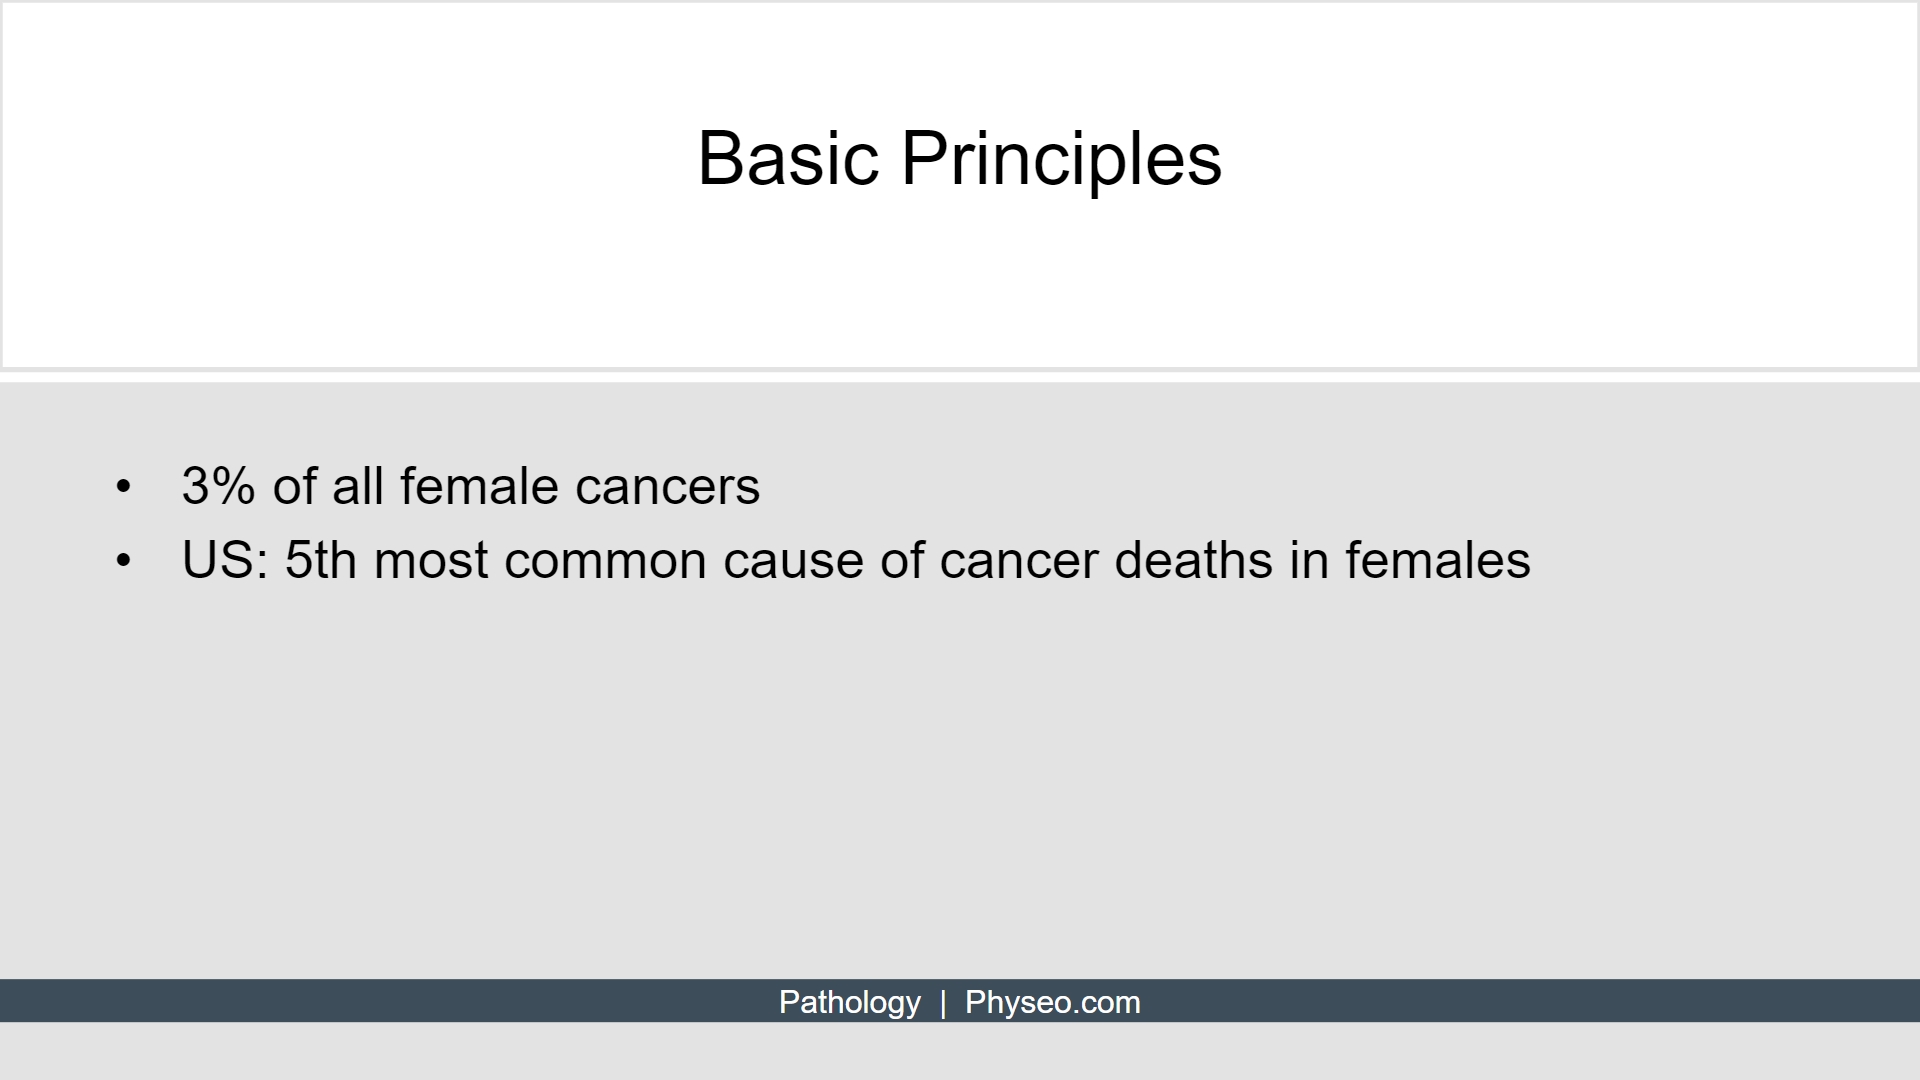 Basic Principles
• 3% of all female cancers
• US: 5th most common cause of cancer deaths in females
Pathology | Physeo.com